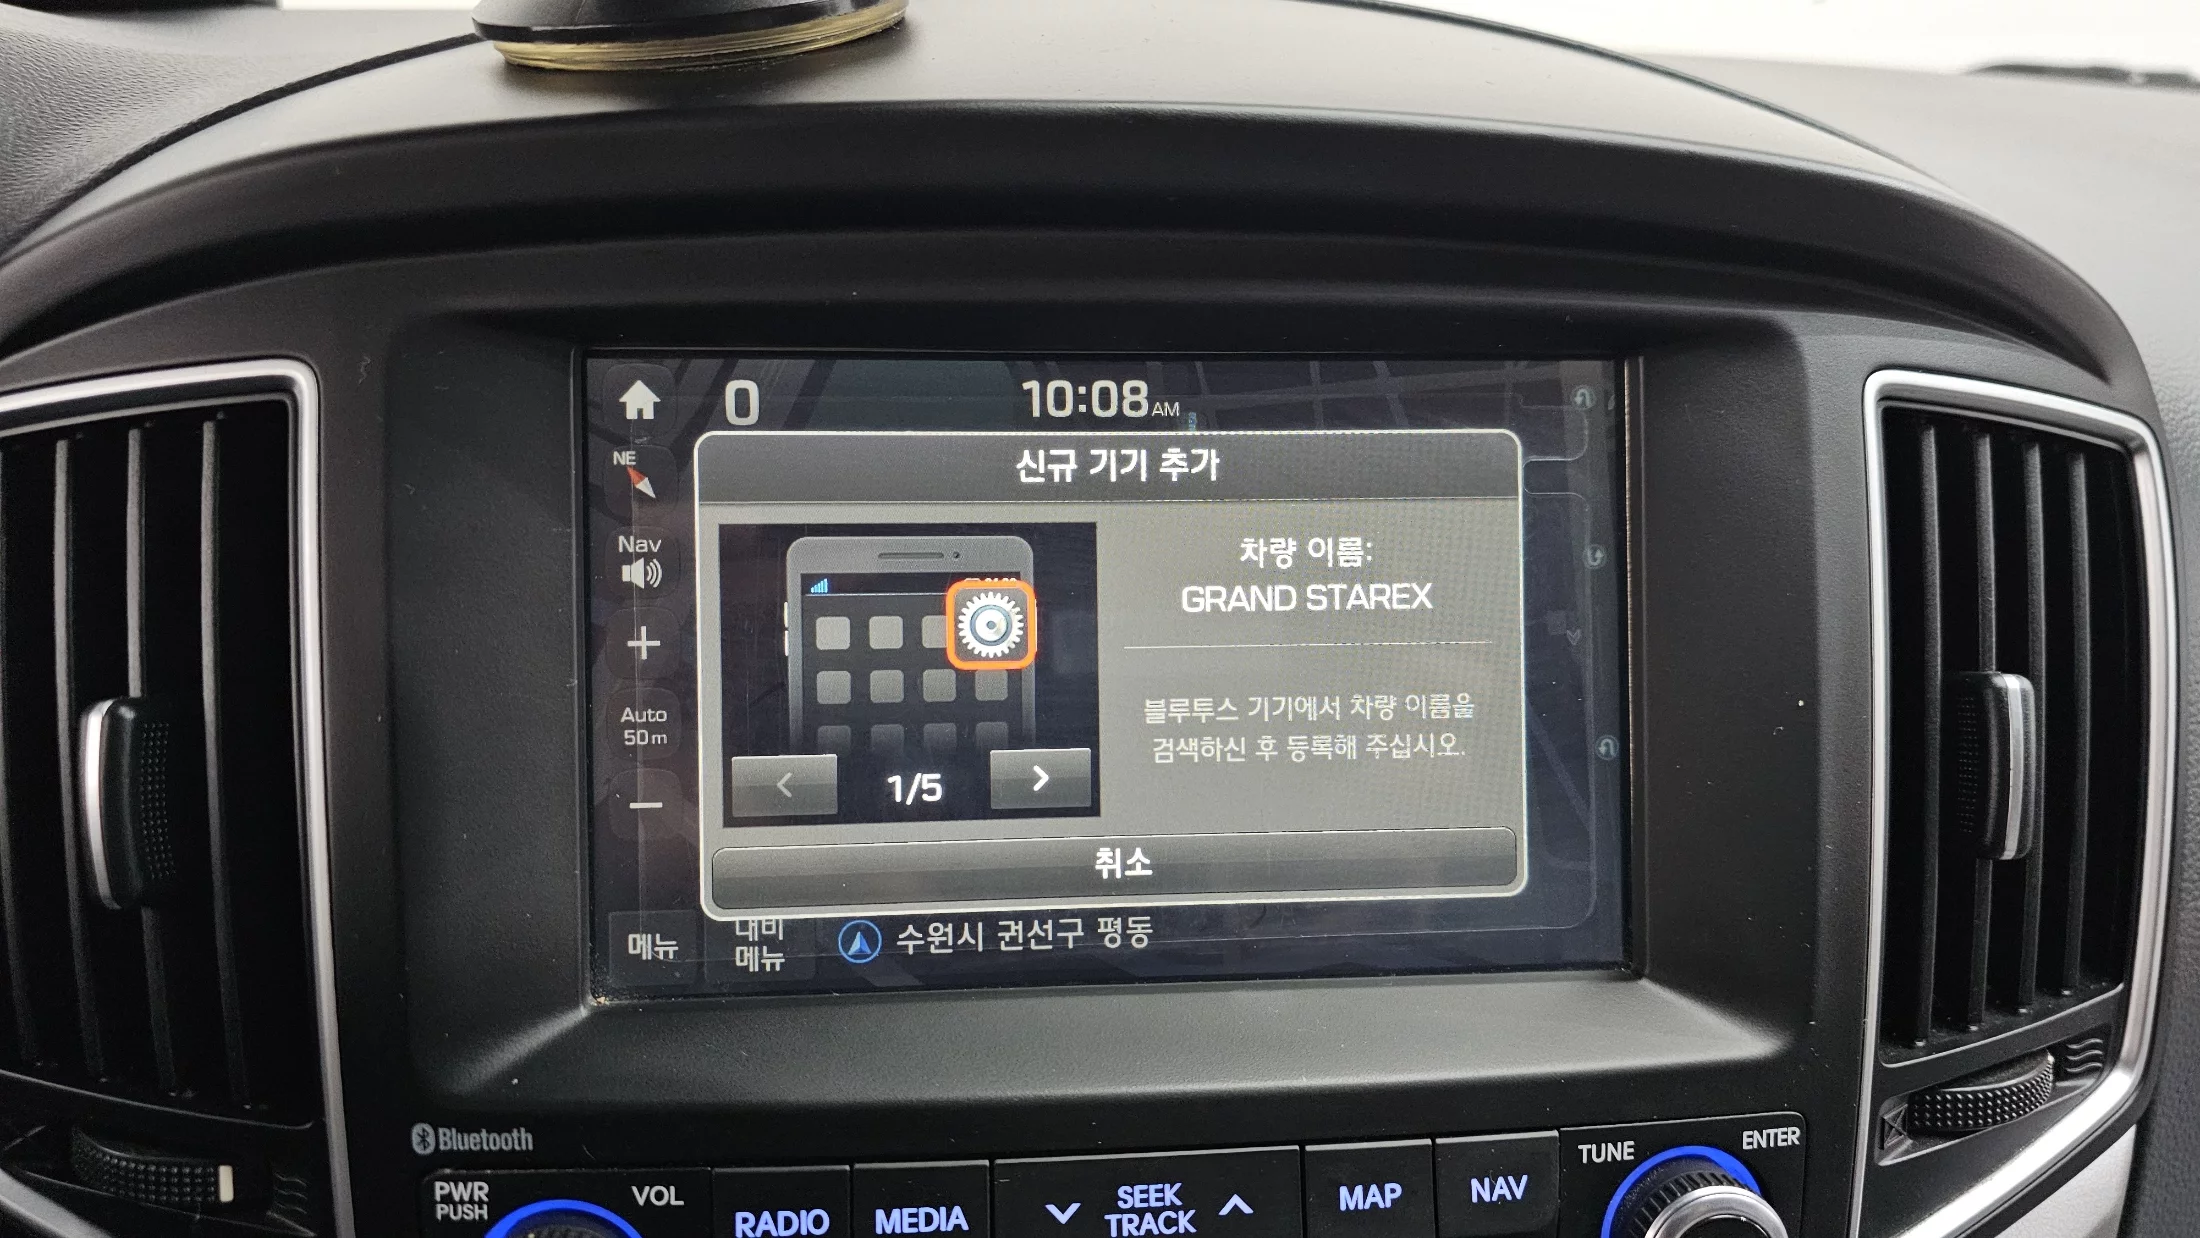 0
10:08 AM
NE
Nav
Auto
50m
신규 기기 추가
차량 이름:
GRAND STAREX
블루투스 기기에서 차량 이름을
검색하신 후 등록해 주십시오.
1/5
취소
메뉴
메뉴
수원시 권선구 평동
Bluetooth
PWR
PUSH
VOL
RADIO
MEDIA
SEEK
TRACK
MAP
NAV
TUNE
ENTER